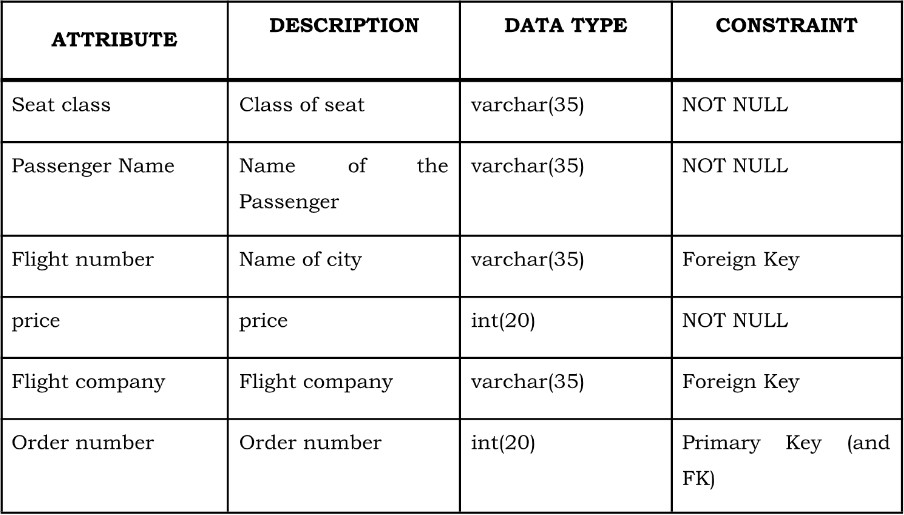 ATTRIBUTE DESCRIPTION DATA TYPE CONSTRAINT
Seat class Class of seat varchar(35) NOT NULL
Passenger Name Name of the varchar(35) NOT NULL
Passenger
Flight number Name of city varchar(35) Foreign Key
price price int(20) NOT NULL
Flight company Flight company varchar(35) Foreign Key
Order number Order number int(20) Primary Key (and
FK)